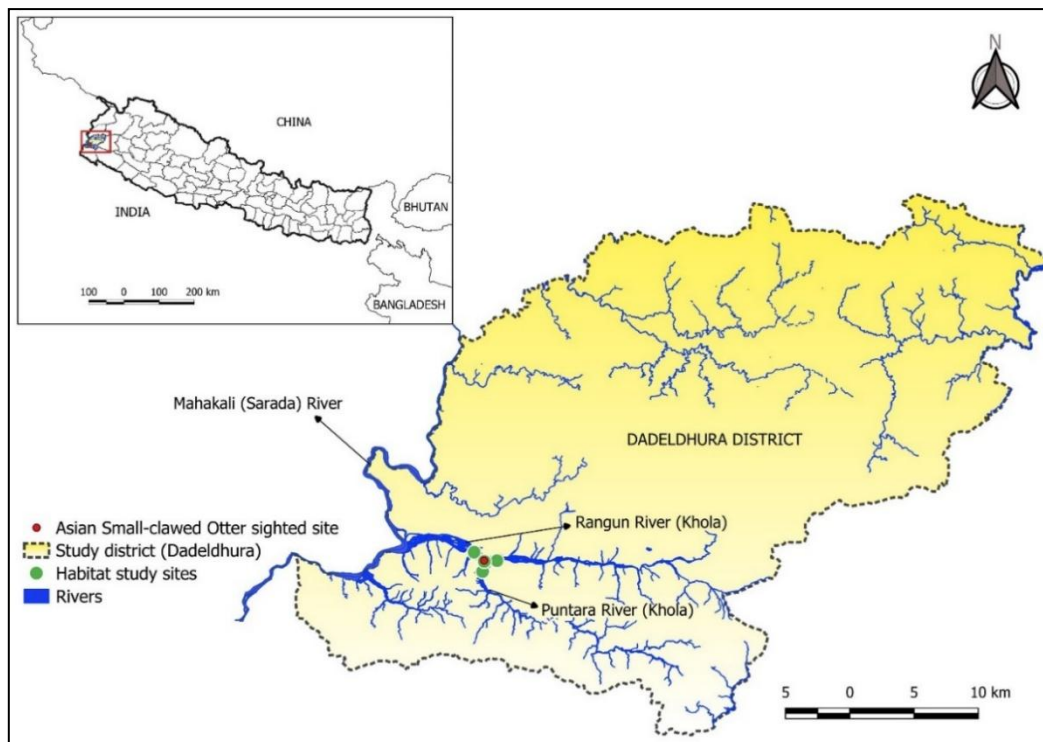 CHINA
INDIA
BHUTAN
BANGLADESH
100 0 100 200 km
N
Mahakali (Sarada) River
DADELDHURA DISTRICT
Rangun River (Khola)
Puntara River (Khola)
Asian Small-clawed Otter sighted site
Study district (Dadeldhura)
Habitat study sites
Rivers
5 0 5 10 km